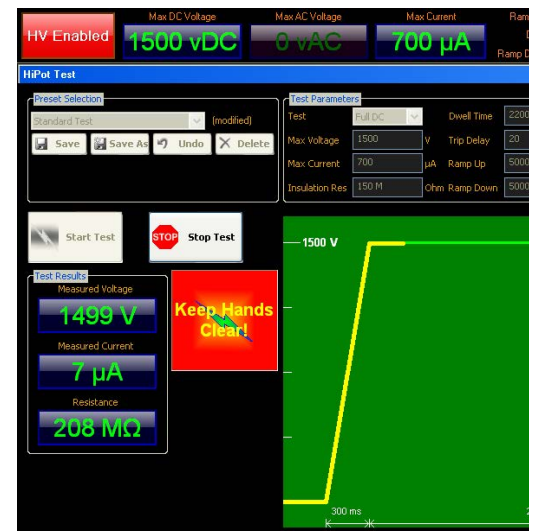 Max DC Voltage
Max AC Voltage
Max Current
Ram
HV Enabled
1500 vDC
0 vAC
700 µA
Ramp D
HiPot Test
Preset Selection
Standard Test
(modified)
Save
Save As
Undo
Delete
Test Parameters
Test Full DC Dwell Time 2200
Max Voltage 1500 V Trip Delay 20
Max Current 700 µA Ramp Up 5000
Insulation Res 150 M Ohm Ramp Down 5000
Start Test
STOP Stop Test
Test Results
Measured Voltage
1499 V
Measured Current
7 µA
Resistance
208 MΩ
Keep Hands
Clear!
1500 V
300 ms